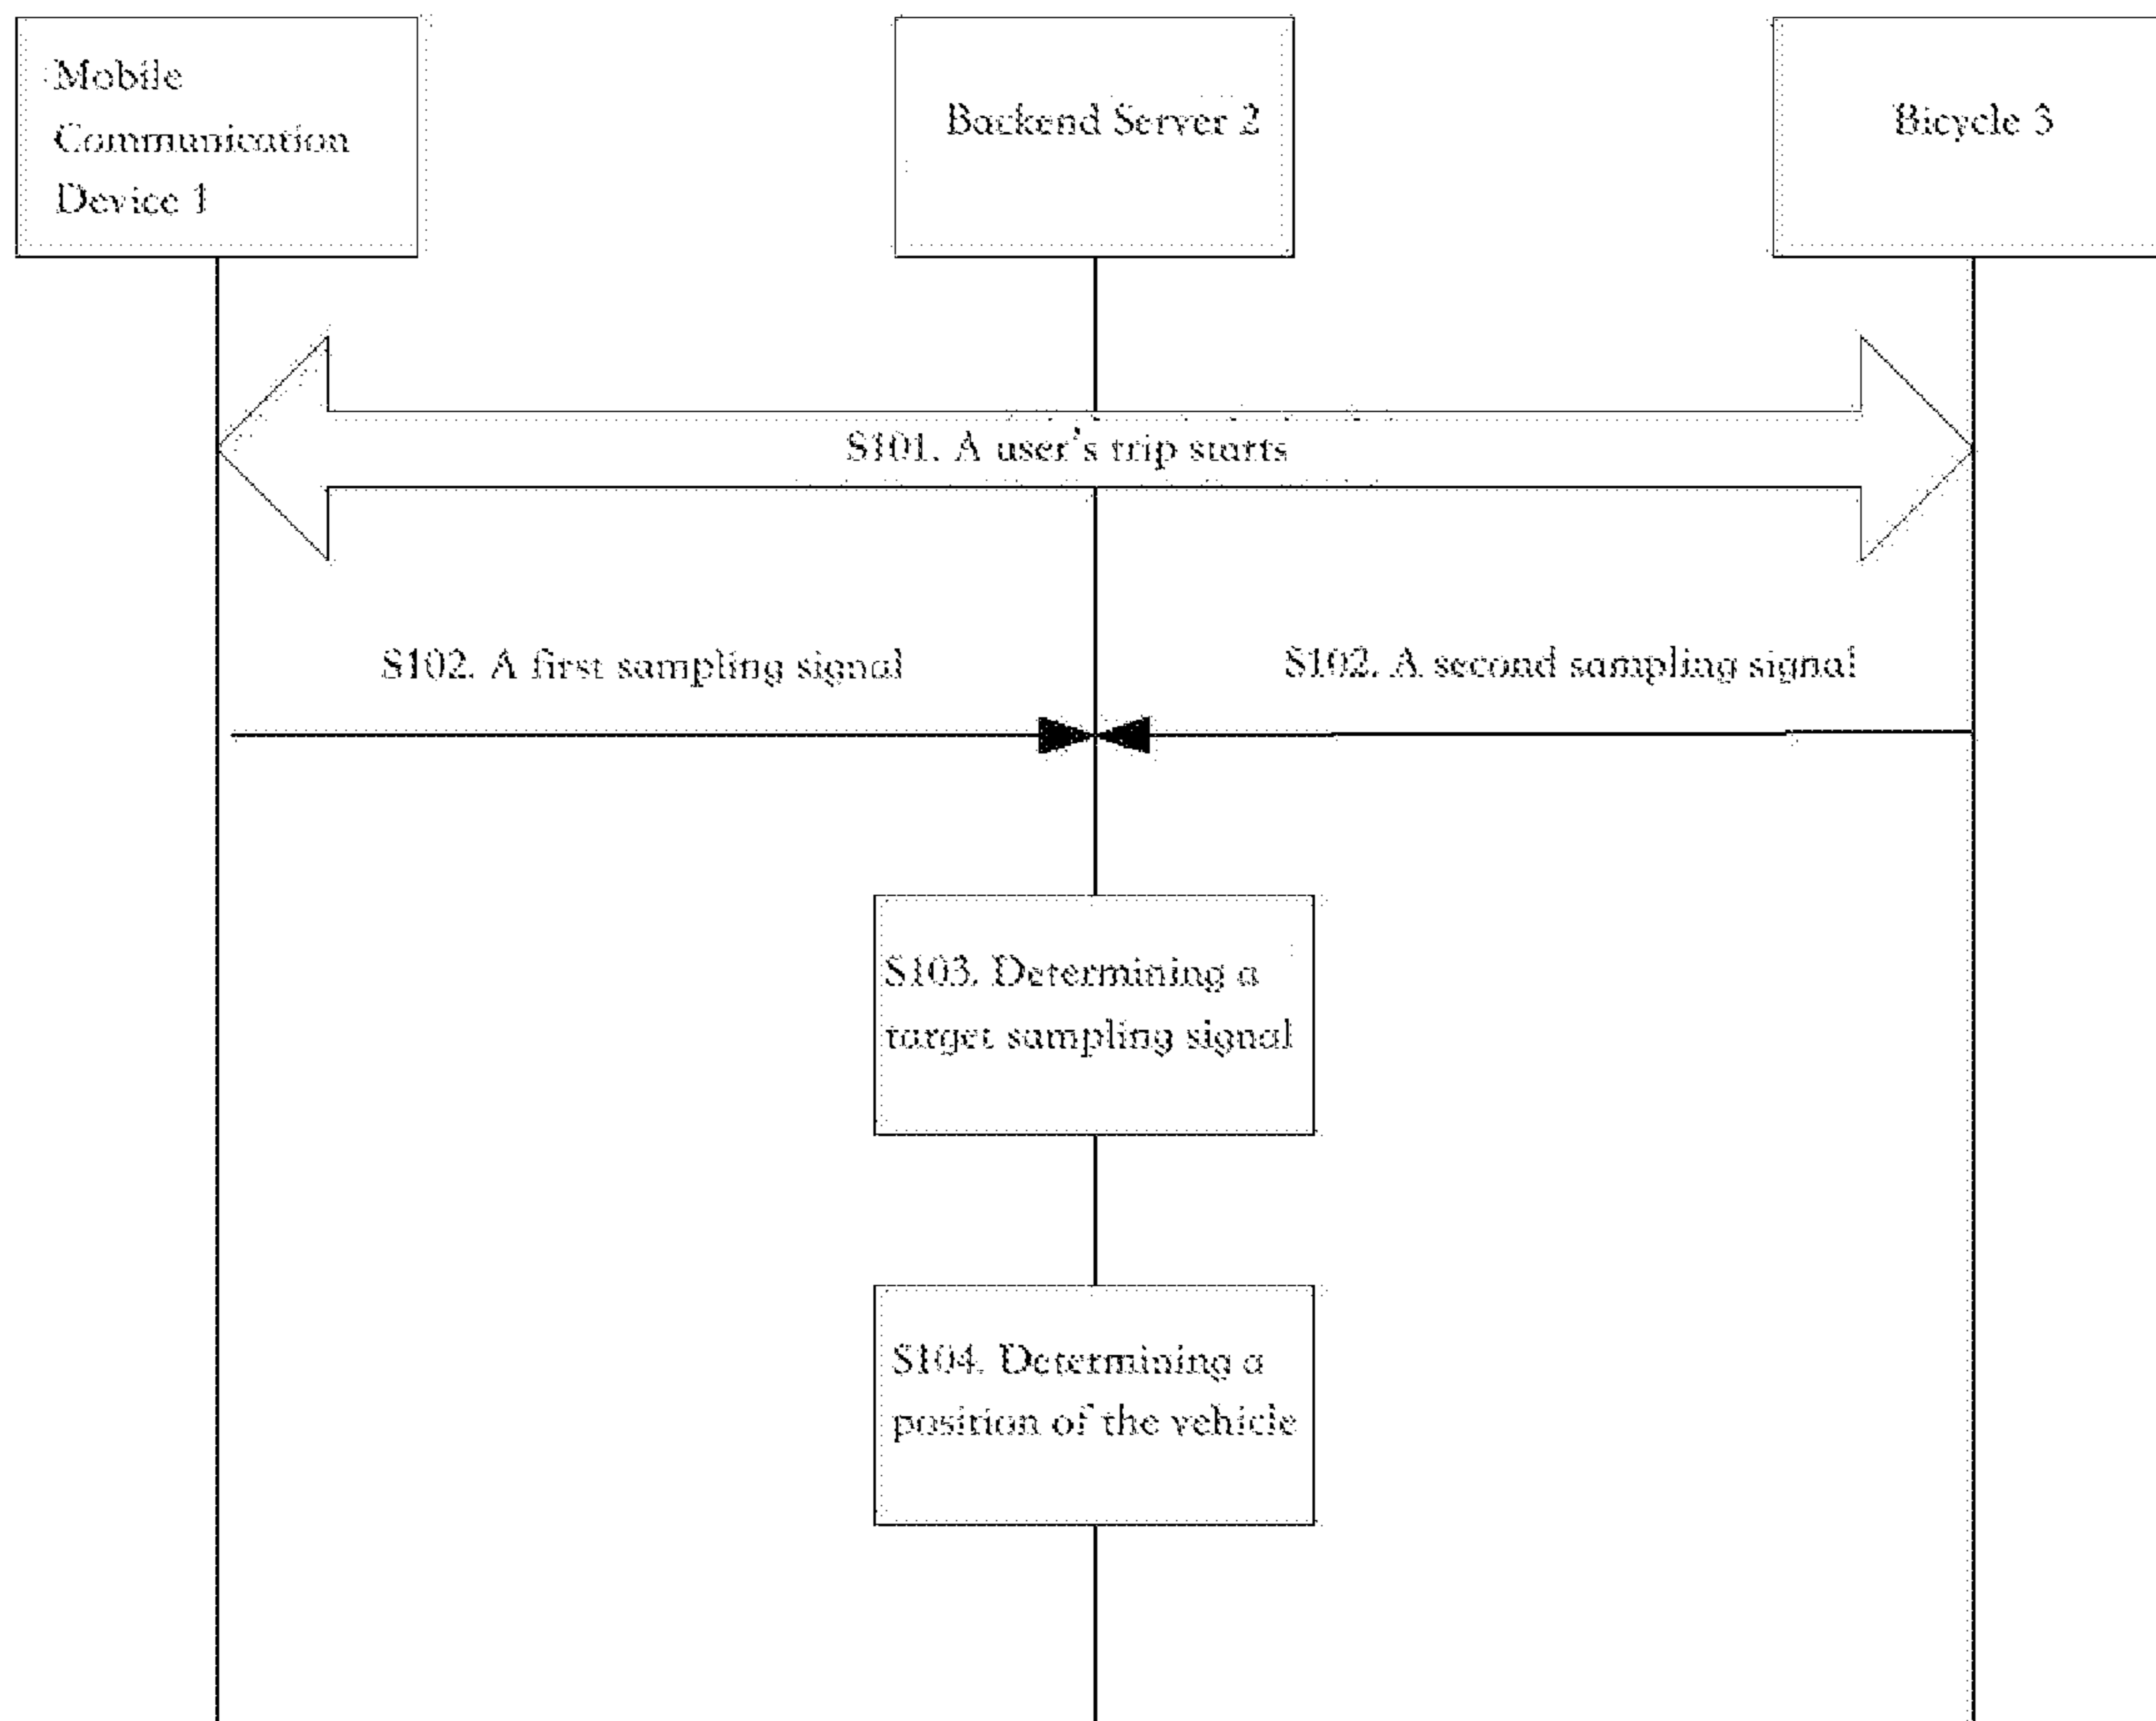 Mobile
Communication
Device 1
Backend Server 2
Bicycle 3
S101. A user's trip starts
S102. A first sampling signal
S102. A second sampling signal
S103. Determining a
target sampling signal
S104. Determining a
position of the vehicle